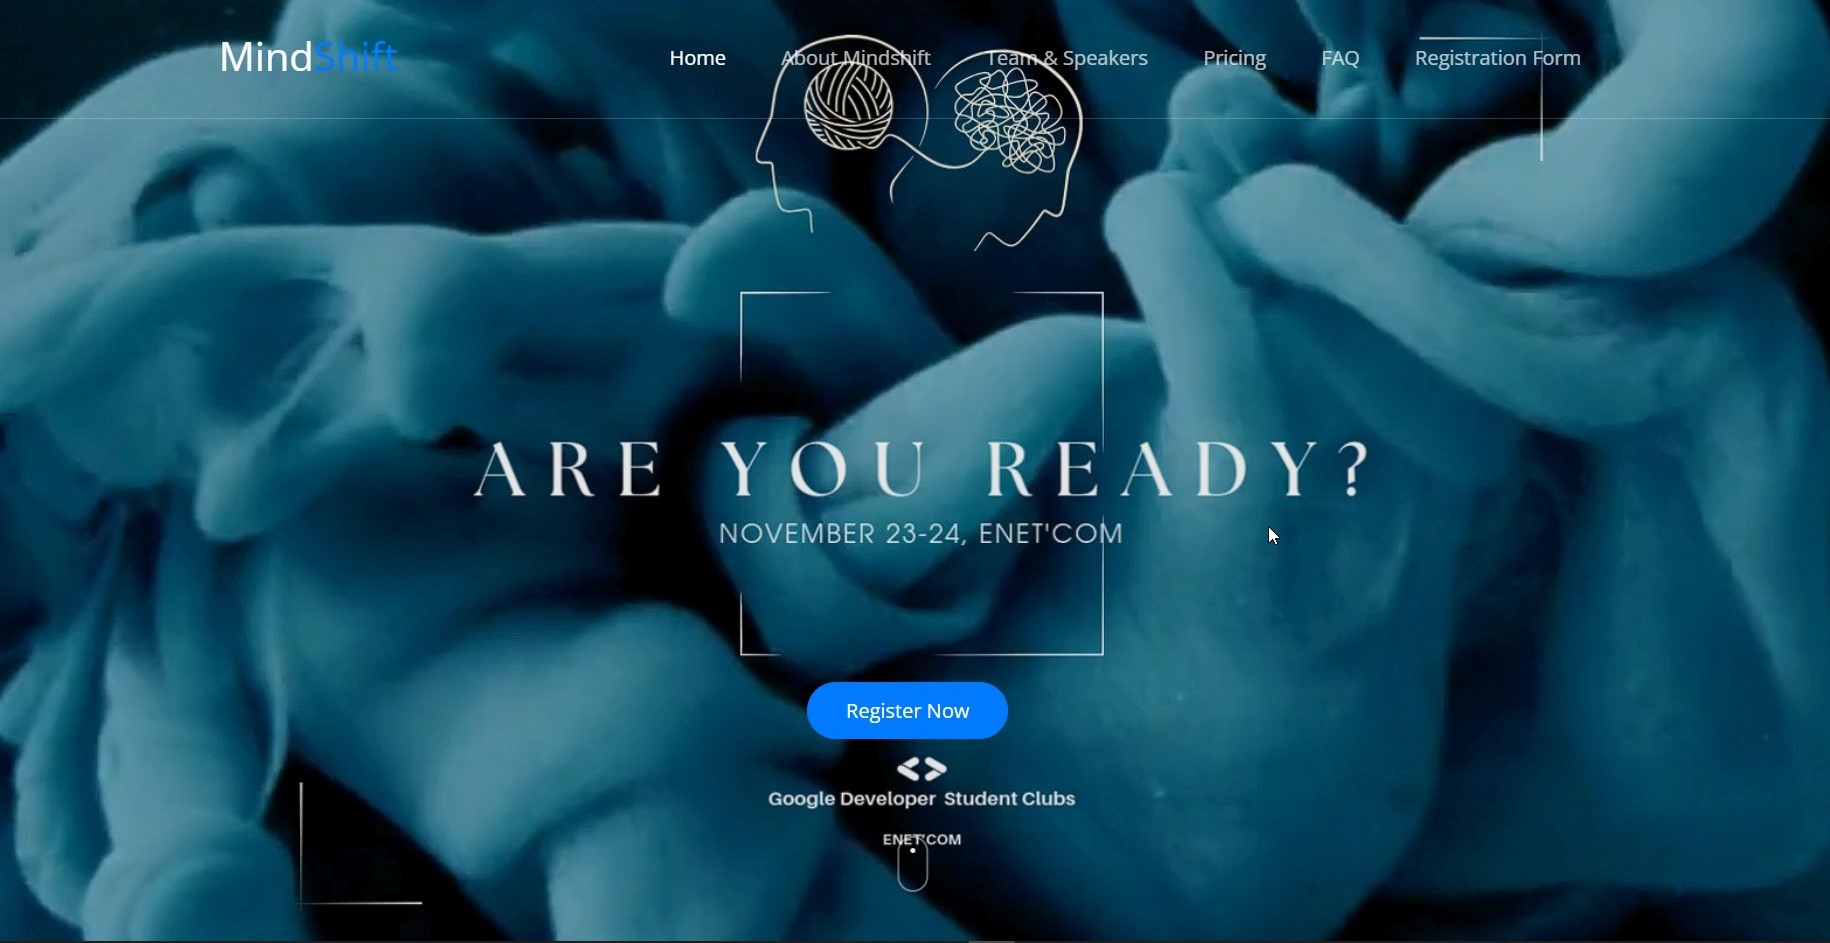 MindShift
Home About Mindshift Team & Speakers Pricing FAQ Registration Form
ARE YOU READY?
NOVEMBER 23-24, ENET'COM
Register Now
Google Developer Student Clubs
ENET'COM